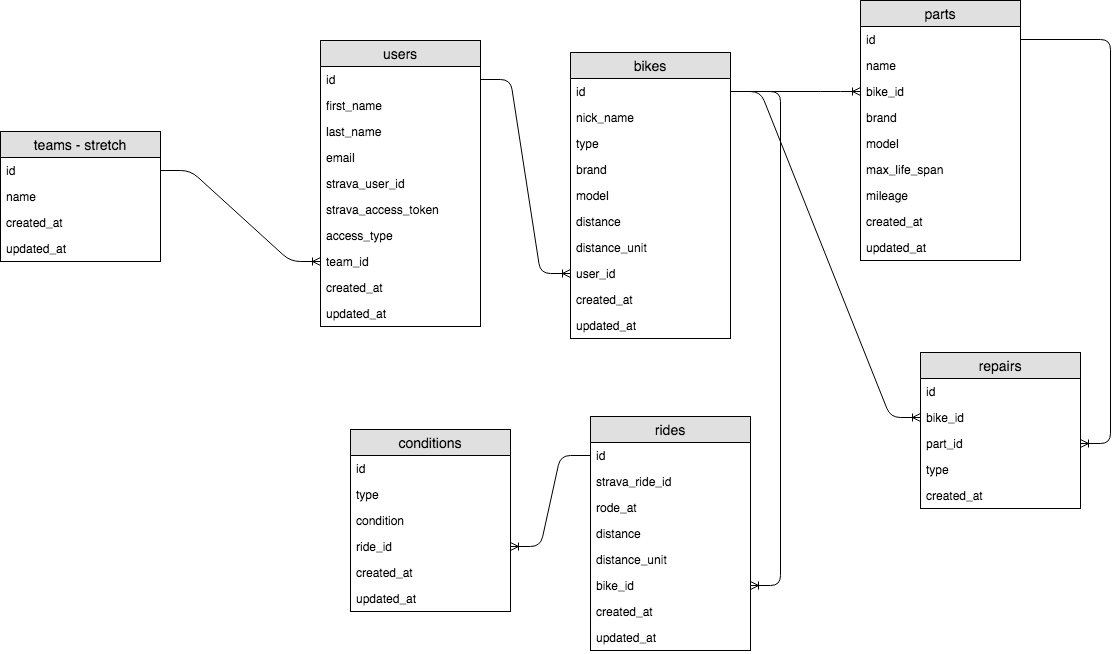 teams - stretch
id
name
created_at
updated_at
users
id
first_name
last_name
email
strava_user_id
strava_access_token
access_type
team_id
created_at
updated_at
bikes
id
nick_name
type
brand
model
distance
distance_unit
user_id
created_at
updated_at
parts
id
name
bike_id
brand
model
max_life_span
mileage
created_at
updated_at
conditions
id
type
condition
ride_id
created_at
updated_at
rides
id
strava_ride_id
rode_at
distance
distance_unit
bike_id
created_at
updated_at
repairs
id
bike_id
part_id
type
created_at